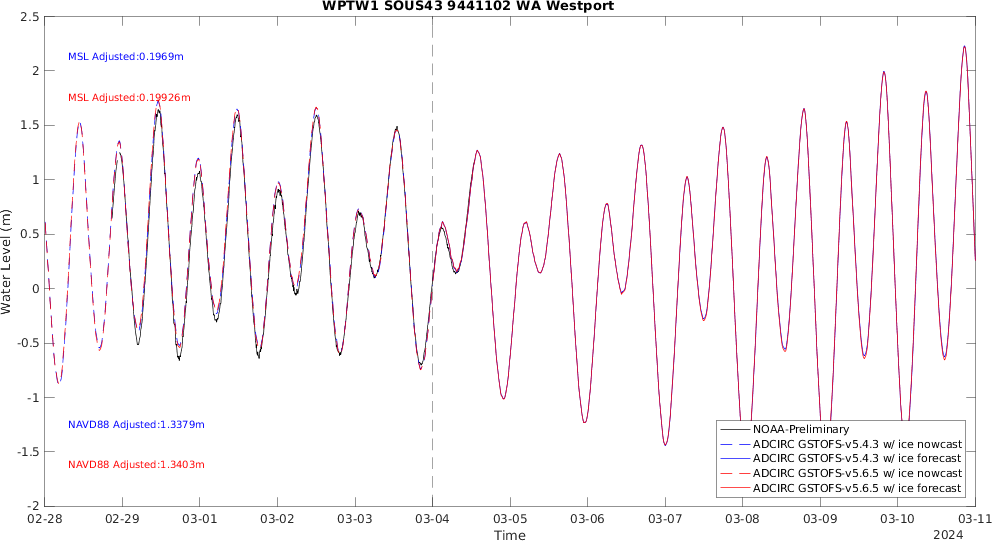 WPTW1 SOUS43 9441102 WA Westport
2.5
2
1.5
1
0.5
0
-0.5
-1
-1.5
-2
Water Level (m)
MSL Adjusted:0.1969m
MSL Adjusted:0.19926m
NAVD88 Adjusted:1.3379m
NAVD88 Adjusted:1.3403m
NOAA-Preliminary
ADCIRC GSTOFS-v5.4.3 w/ ice nowcast
ADCIRC GSTOFS-v5.4.3 w/ ice forecast
ADCIRC GSTOFS-v5.6.5 w/ ice nowcast
ADCIRC GSTOFS-v5.6.5 w/ ice forecast
02-28 02-29 03-01 03-02 03-03 03-04 03-05 03-06 03-07 03-08 03-09 03-10 03-11
Time
2024